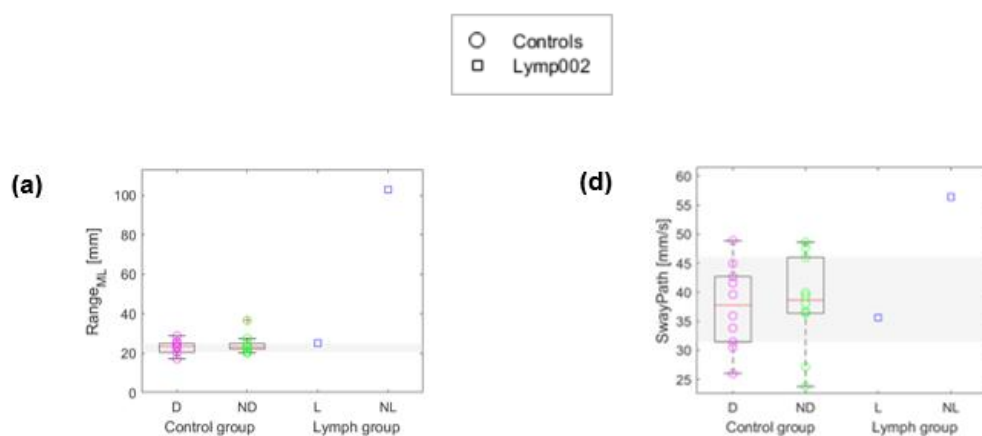 Controls
Lymp002
(a)
Range_ML [mm]
100
80
60
40
20
0
D ND L NL
Control group Lymph group
(d)
SwayPath [mm/s]
60
55
50
45
40
35
30
25
D ND L NL
Control group Lymph group